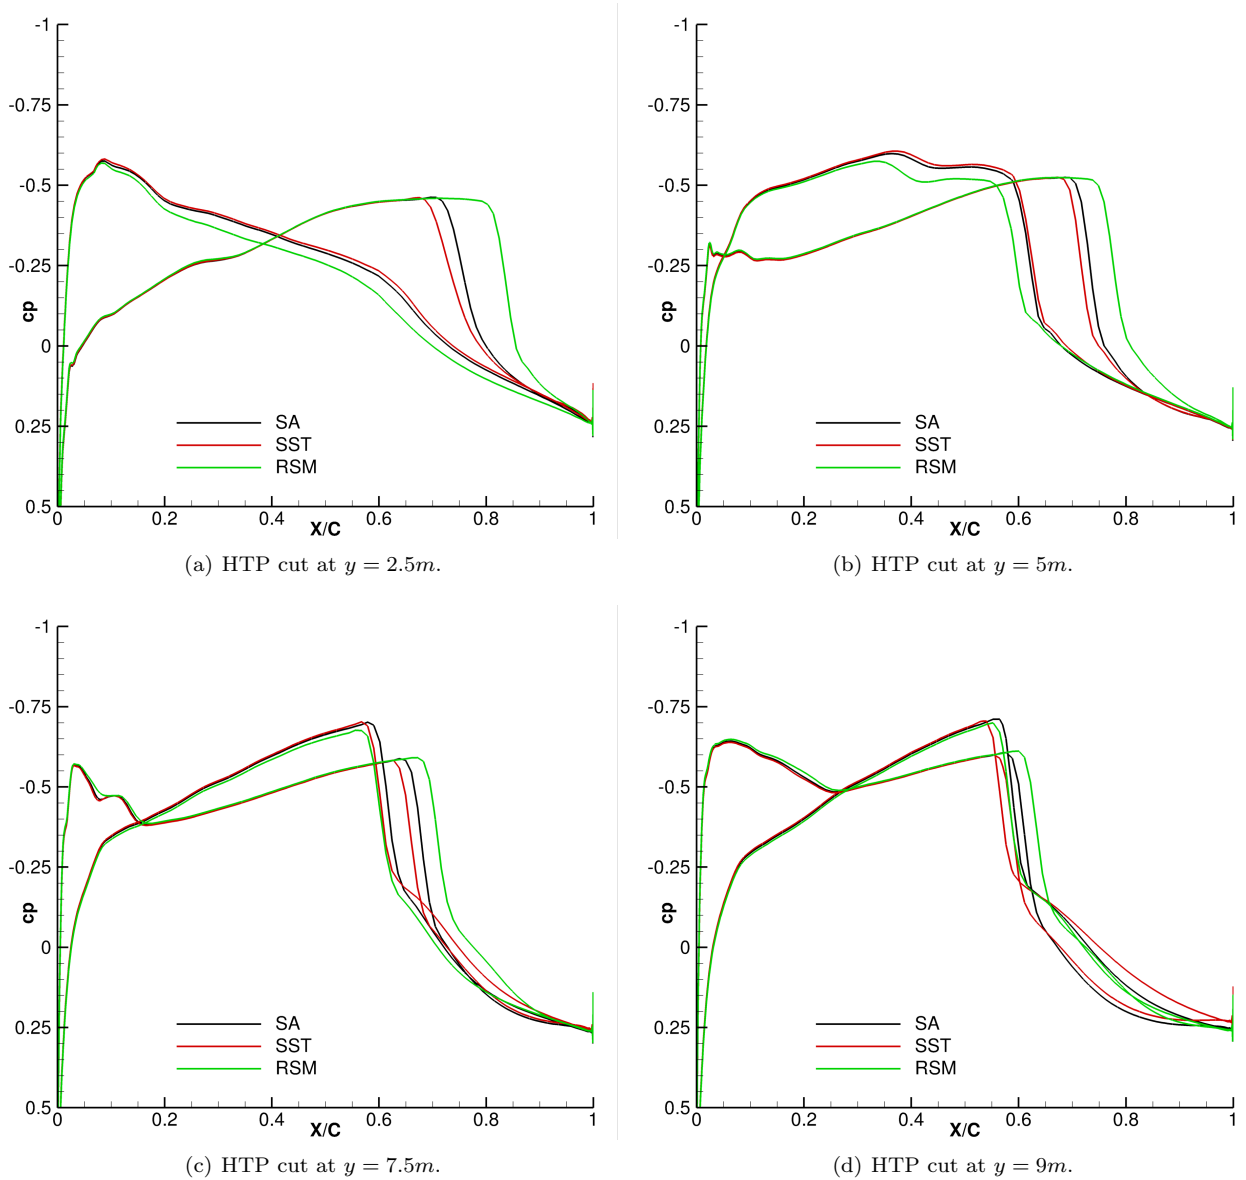 -1
-0.75
-0.5
-0.25
0
0.25
0.5
cp
0 0.2 0.4 0.6 0.8 1
X/C
SA
SST
RSM
(a) HTP cut at y = 2.5m.
-1
-0.75
-0.5
-0.25
0
0.25
0.5
cp
0 0.2 0.4 0.6 0.8 1
X/C
SA
SST
RSM
(b) HTP cut at y = 5m.
-1
-0.75
-0.5
-0.25
0
0.25
0.5
cp
0 0.2 0.4 0.6 0.8 1
X/C
SA
SST
RSM
(c) HTP cut at y = 7.5m.
-1
-0.75
-0.5
-0.25
0
0.25
0.5
cp
0 0.2 0.4 0.6 0.8 1
X/C
SA
SST
RSM
(d) HTP cut at y = 9m.